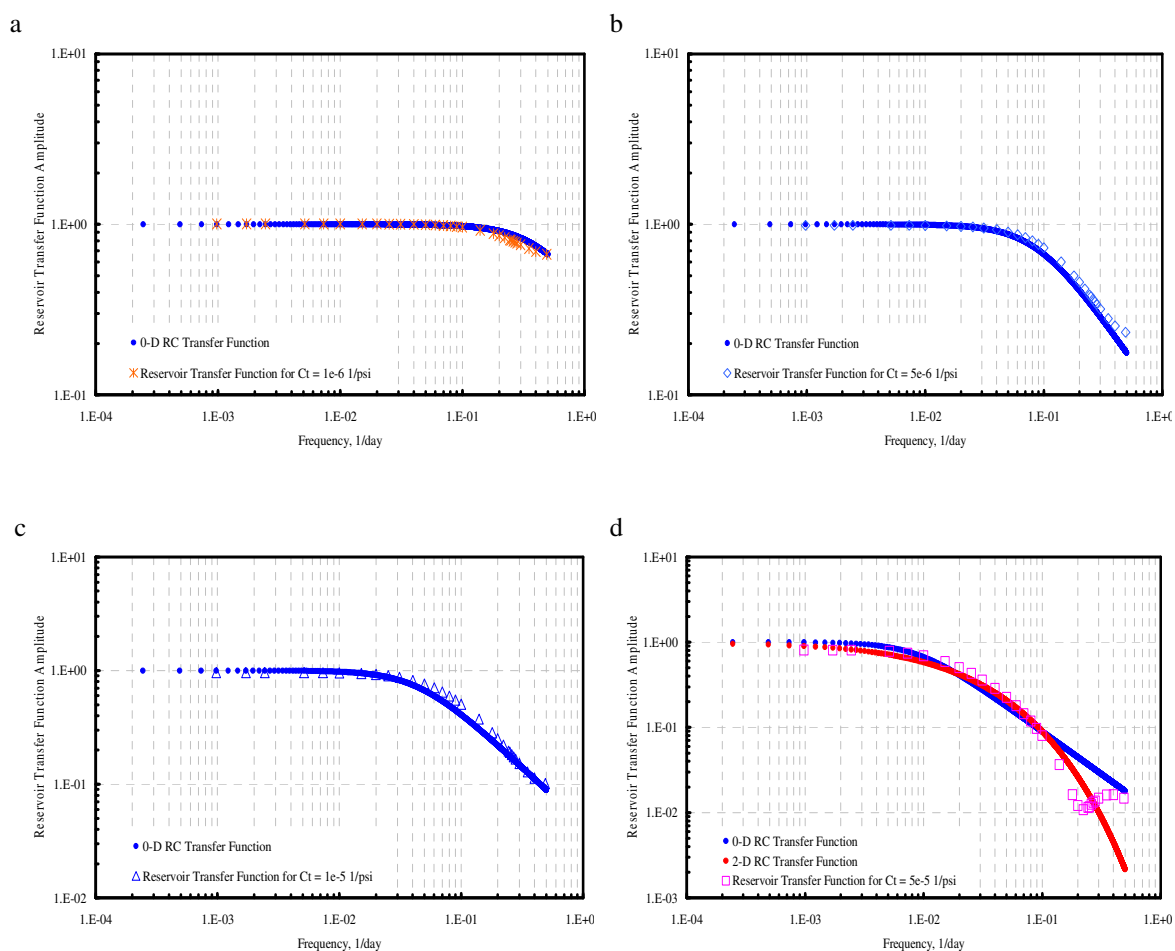 a
1.E+01
1.E+00
1.E-01
Reservoir Transfer Function Amplitude
0-D RC Transfer Function
Reservoir Transfer Function for Ct = 1e-6 1/psi
1.E-04 1.E-03 1.E-02 1.E-01 1.E+0
Frequency, 1/day
b
1.E+01
1.E+00
1.E-01
Reservoir Transfer Function Amplitude
0-D RC Transfer Function
Reservoir Transfer Function for Ct = 5e-6 1/psi
1.E-04 1.E-03 1.E-02 1.E-01 1.E+0
Frequency, 1/day
c
1.E+01
1.E+00
1.E-01
1.E-02
Reservoir Transfer Function Amplitude
0-D RC Transfer Function
Reservoir Transfer Function for Ct = 1e-5 1/psi
1.E-04 1.E-03 1.E-02 1.E-01 1.E+0
Frequency, 1/day
d
1.E+01
1.E+00
1.E-01
1.E-02
1.E-03
Reservoir Transfer Function Amplitude
0-D RC Transfer Function
2-D RC Transfer Function
Reservoir Transfer Function for Ct = 5e-5 1/psi
1.E-04 1.E-03 1.E-02 1.E-01 1.E+0
Frequency, 1/day